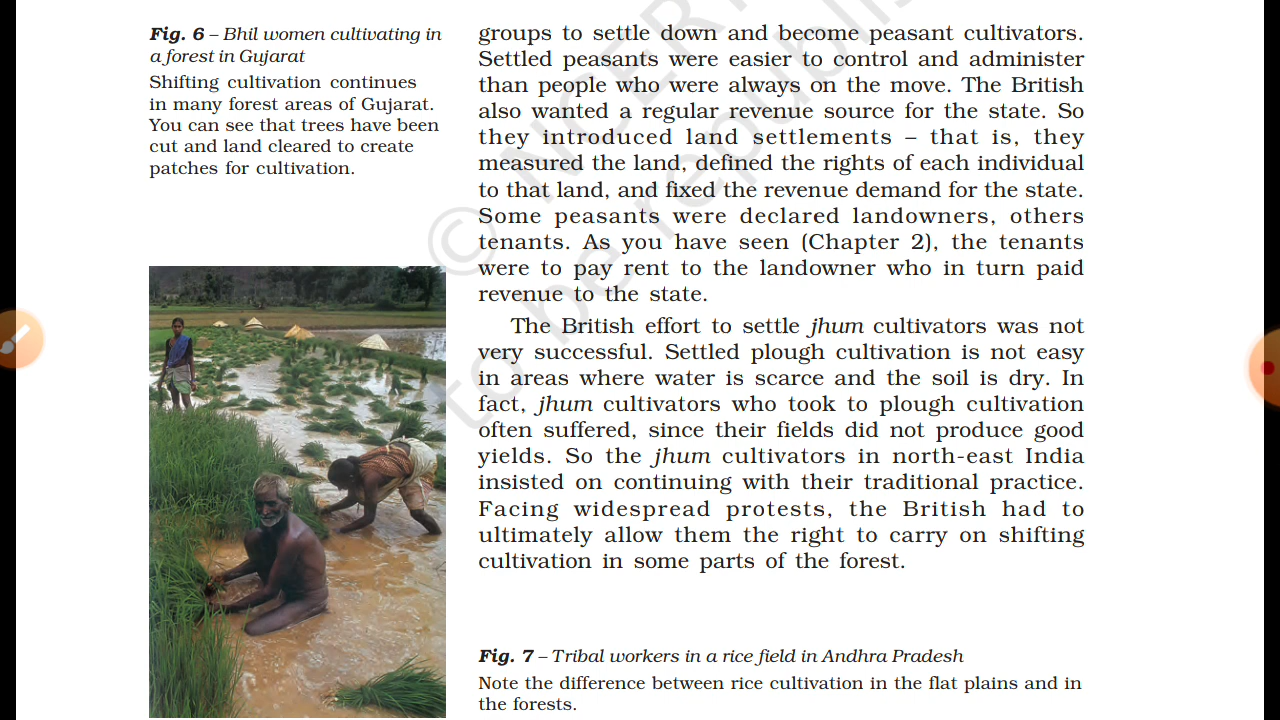 Fig. 6 – Bhil women cultivating in
a forest in Gujarat
Shifting cultivation continues
in many forest areas of Gujarat.
You can see that trees have been
cut and land cleared to create
patches for cultivation.
groups to settle down and become peasant cultivators.
Settled peasants were easier to control and administer
than people who were always on the move. The British
also wanted a regular revenue source for the state. So
they introduced land settlements – that is, they
measured the land, defined the rights of each individual
to that land, and fixed the revenue demand for the state.
Some peasants were declared landowners, others
tenants. As you have seen (Chapter 2), the tenants
were to pay rent to the landowner who in turn paid
revenue to the state.
The British effort to settle jhum cultivators was not
very successful. Settled plough cultivation is not easy
in areas where water is scarce and the soil is dry. In
fact, jhum cultivators who took to plough cultivation
often suffered, since their fields did not produce good
yields. So the jhum cultivators in north-east India
insisted on continuing with their traditional practice.
Facing widespread protests, the British had to
ultimately allow them the right to carry on shifting
cultivation in some parts of the forest.
Fig. 7 – Tribal workers in a rice field in Andhra Pradesh
Note the difference between rice cultivation in the flat plains and in
the forests.
© NCER
to be republis